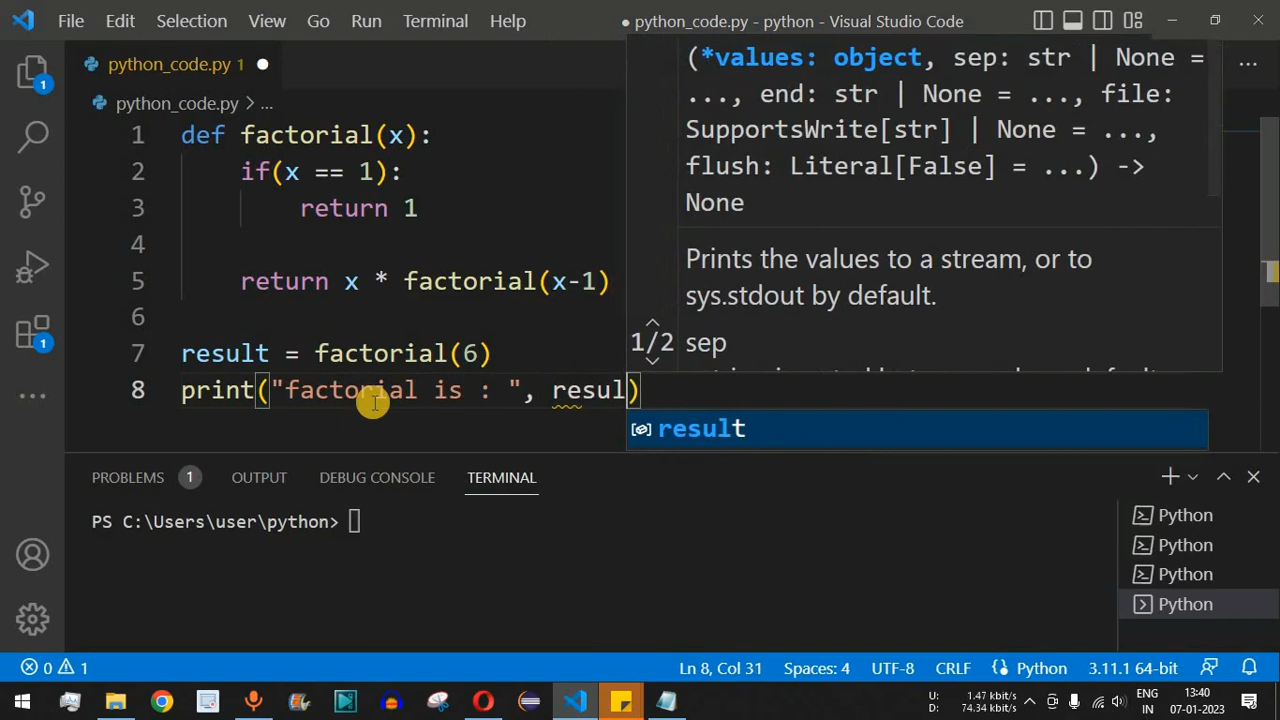 File Edit Selection View Go Run Terminal Help
● python_code.py - python - Visual Studio Code
python_code.py 1 ●
python_code.py > ...
1 def factorial(x):
2 if(x == 1):
3 return 1
4
5 return x * factorial(x-1)
6
7 result = factorial(6)
8 print("factorial is : ", resul)
(*values: object, sep: str | None =
..., end: str | None = ..., file:
SupportsWrite[str] | None = ...,
flush: Literal[False] = ...) ->
None
Prints the values to a stream, or to
sys.stdout by default.
1/2 sep
result
1
1
PROBLEMS 1 OUTPUT DEBUG CONSOLE TERMINAL
PS C:\Users\user\python>
Python
Python
Python
Python
0 1 Ln 8, Col 31 Spaces: 4 UTF-8 CRLF Python 3.11.1 64-bit
U: 1.47 kbit/s
D: 74.34 kbit/s
ENG
IN
13:40
07-01-2023